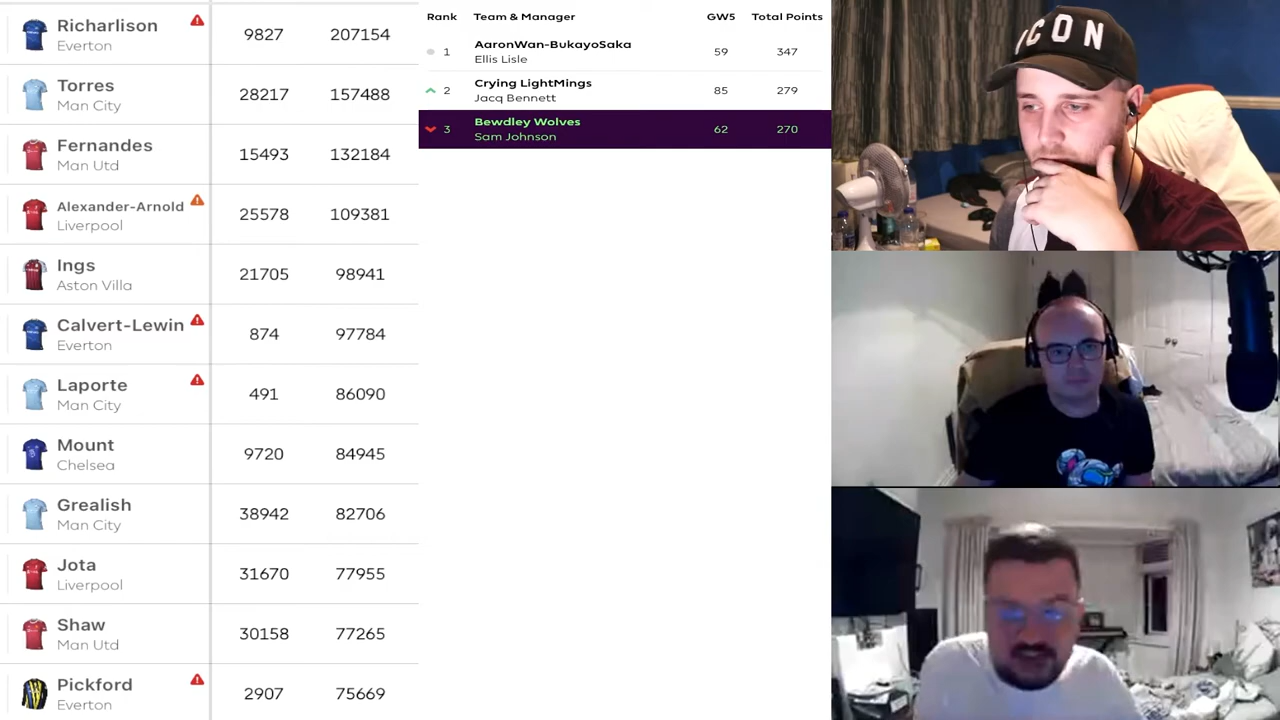 Richarlison 9827 207154
Everton
Torres 28217 157488
Man City
Fernandes 15493 132184
Man Utd
Alexander-Arnold 25578 109381
Liverpool
Ings 21705 98941
Aston Villa
Calvert-Lewin 874 97784
Everton
Laporte 491 86090
Man City
Mount 9720 84945
Chelsea
Grealish 38942 82706
Man City
Jota 31670 77955
Liverpool
Shaw 30158 77265
Man Utd
Pickford 2907 75669
Everton
Rank Team & Manager GW5 Total Points
1 AaronWan-BukayoSaka 59 347
Ellis Lisle
2 Crying LightMings 85 279
Jacq Bennett
3 Bewdley Wolves 62 270
Sam Johnson
ICON